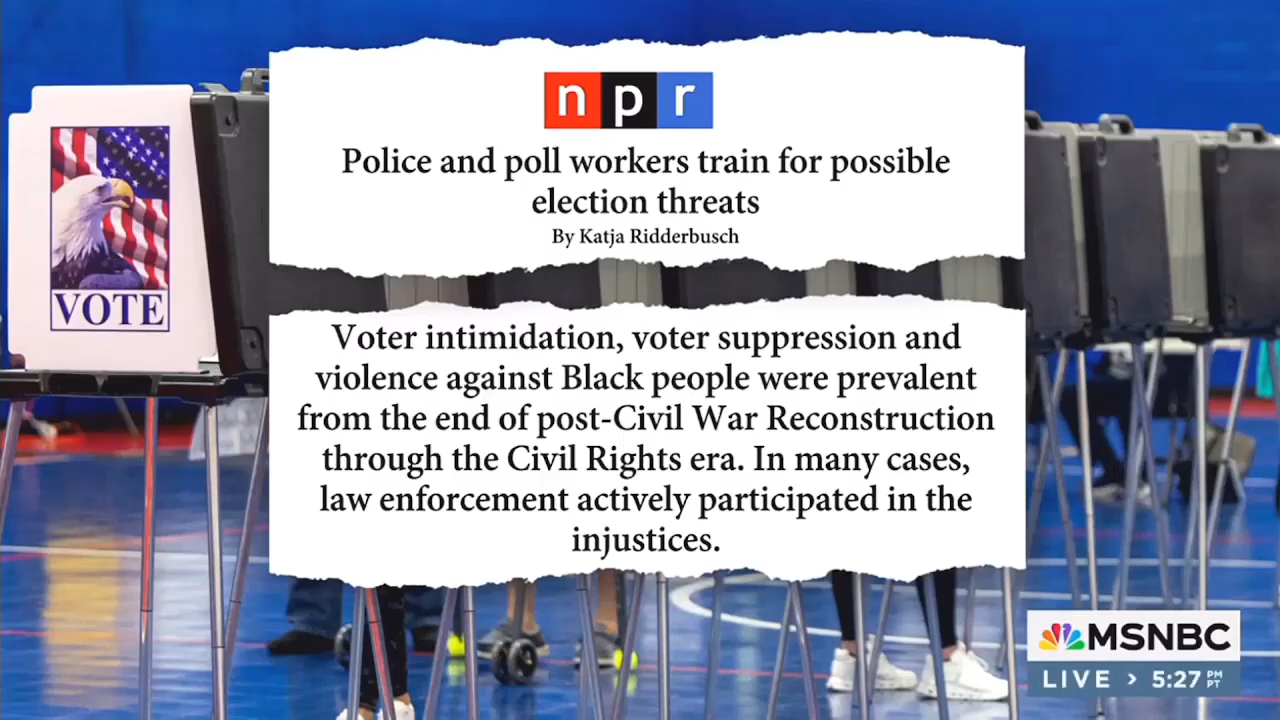 npr
Police and poll workers train for possible
election threats
By Katja Ridderbusch
VOTE
Voter intimidation, voter suppression and
violence against Black people were prevalent
from the end of post-Civil War Reconstruction
through the Civil Rights era. In many cases,
law enforcement actively participated in the
injustices.
MSNBC
LIVE > 5:27 PM PT